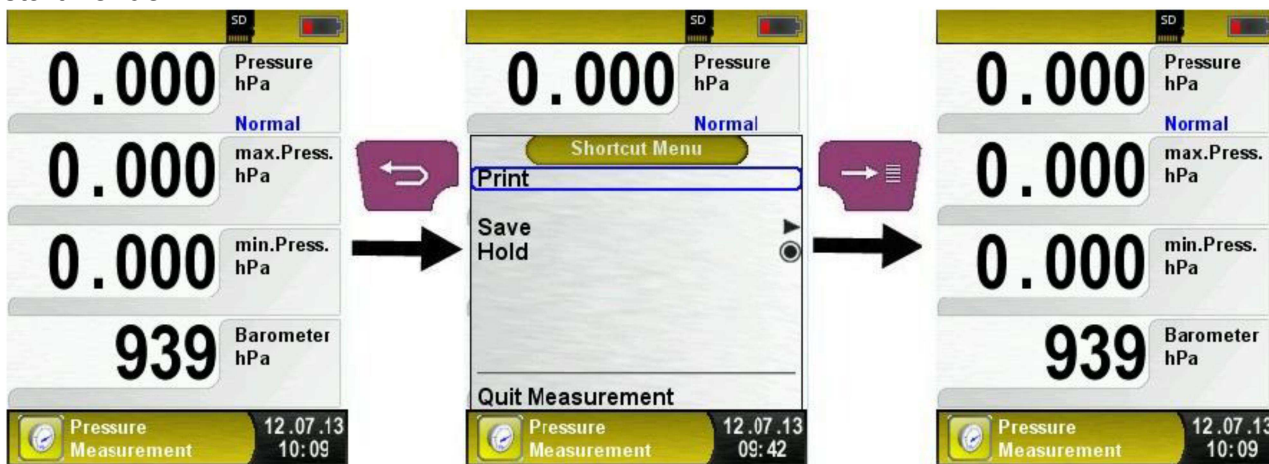 SD
0.000
Pressure
hPa
Normal
0.000
max.Press.
hPa
0.000
min.Press.
hPa
939
Barometer
hPa
Pressure
Measurement
12.07.13
10:09
SD
0.000
Pressure
hPa
Normal
Shortcut Menu
Print
Save
Hold
Quit Measurement
Pressure
Measurement
12.07.13
09:42
SD
0.000
Pressure
hPa
Normal
0.000
max.Press.
hPa
0.000
min.Press.
hPa
939
Barometer
hPa
Pressure
Measurement
12.07.13
10:09